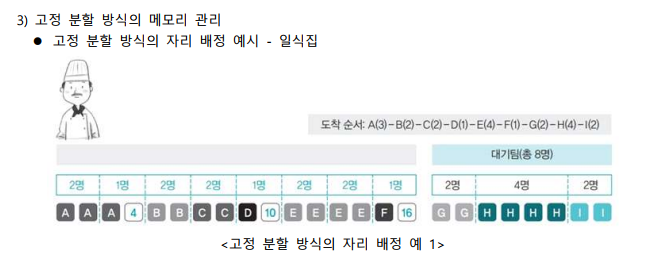 3) 고정 분할 방식의 메모리 관리
● 고정 분할 방식의 자리 배정 예시 - 일식집
도착 순서: A(3)－B(2)－C(2)－D(1)－E(4)－F(1)－G(2)－H(4)－I(2)
대기팀(총 8명)
2명 1명 2명 2명 1명 2명 2명 1명 2명 4명 2명
A A A 4 B B C C D 10 E E E E F 16 G G H H H H I I
<고정 분할 방식의 자리 배정 예 1>